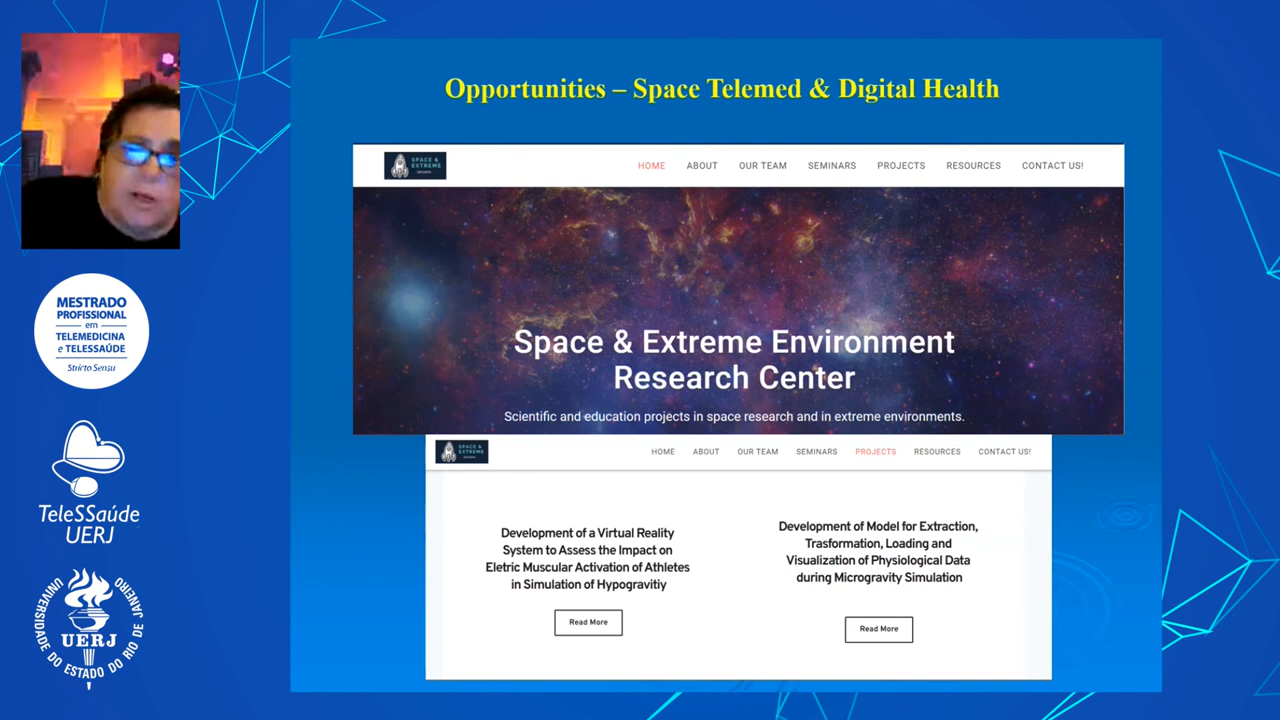 Opportunities – Space Telemed & Digital Health
SPACE &
EXTREME
HOME ABOUT OUR TEAM SEMINARS PROJECTS RESOURCES CONTACT US!
Space & Extreme Environment
Research Center
Scientific and education projects in space research and in extreme environments.
SPACE &
EXTREME
HOME ABOUT OUR TEAM SEMINARS PROJECTS RESOURCES CONTACT US!
Development of a Virtual Reality
System to Assess the Impact on
Eletric Muscular Activation of Athletes
in Simulation of Hypogravitiy
Read More
Development of Model for Extraction,
Trasformation, Loading and
Visualization of Physiological Data
during Microgravity Simulation
Read More
MESTRADO
PROFISSIONAL
em
TELEMEDICINA
e TELESSAÚDE
Stricto Sensu
TeleSSaúde
UERJ
UNIVERSIDADE DO ESTADO DO RIO DE JANEIRO
UERJ